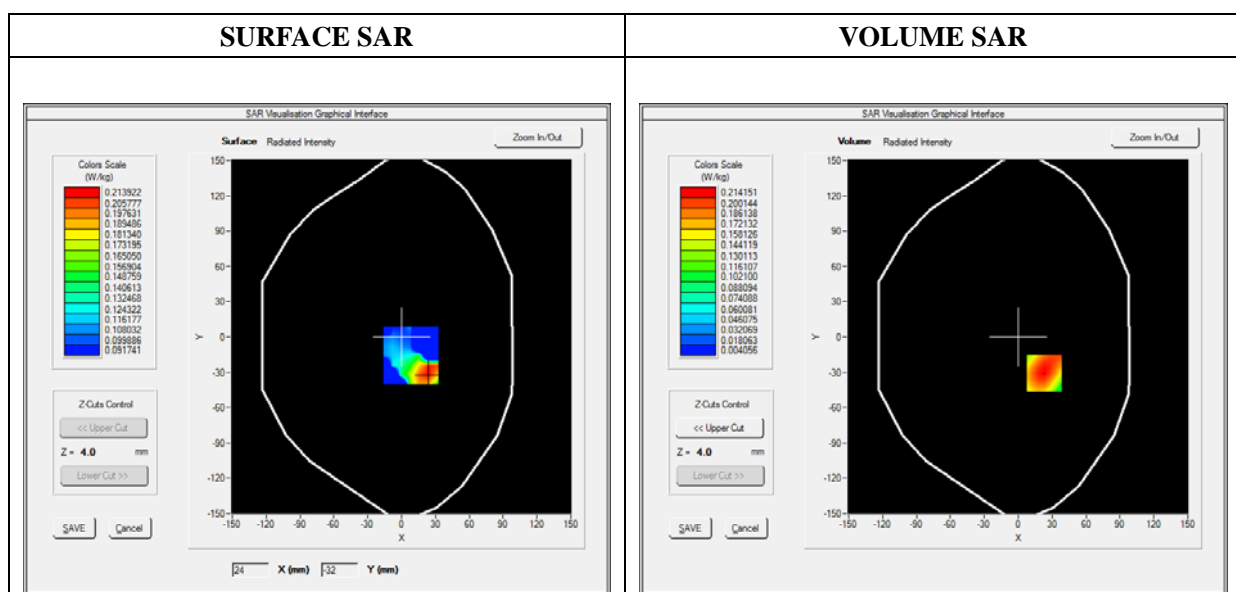 SURFACE SAR
VOLUME SAR
SAR Visualisation Graphical Interface
Surface Radiated Intensity
Zoom In/Out
Colors Scale
(W/kg)
0.213922
0.205777
0.197631
0.189486
0.181340
0.173195
0.165050
0.156904
0.148759
0.140613
0.132468
0.124322
0.116177
0.108032
0.099886
0.091741
Z-Cuts Control
<< Upper Cut
Z = 4.0 mm
Lower Cut >>
SAVE Cancel
150
120
90
60
30
0
-30
-60
-90
-120
-150
Y
-150 -120 -90 -60 -30 0 30 60 90 120 150
X
24 X (mm) -32 Y (mm)
SAR Visualisation Graphical Interface
Volume Radiated Intensity
Zoom In/Out
Colors Scale
(W/kg)
0.214151
0.200144
0.186138
0.172132
0.158126
0.144119
0.130113
0.116107
0.102100
0.088094
0.074088
0.060081
0.046075
0.032069
0.018063
0.004056
Z-Cuts Control
<< Upper Cut
Z = 4.0 mm
Lower Cut >>
SAVE Cancel
150
120
90
60
30
0
-30
-60
-90
-120
-150
Y
-150 -120 -90 -60 -30 0 30 60 90 120 150
X